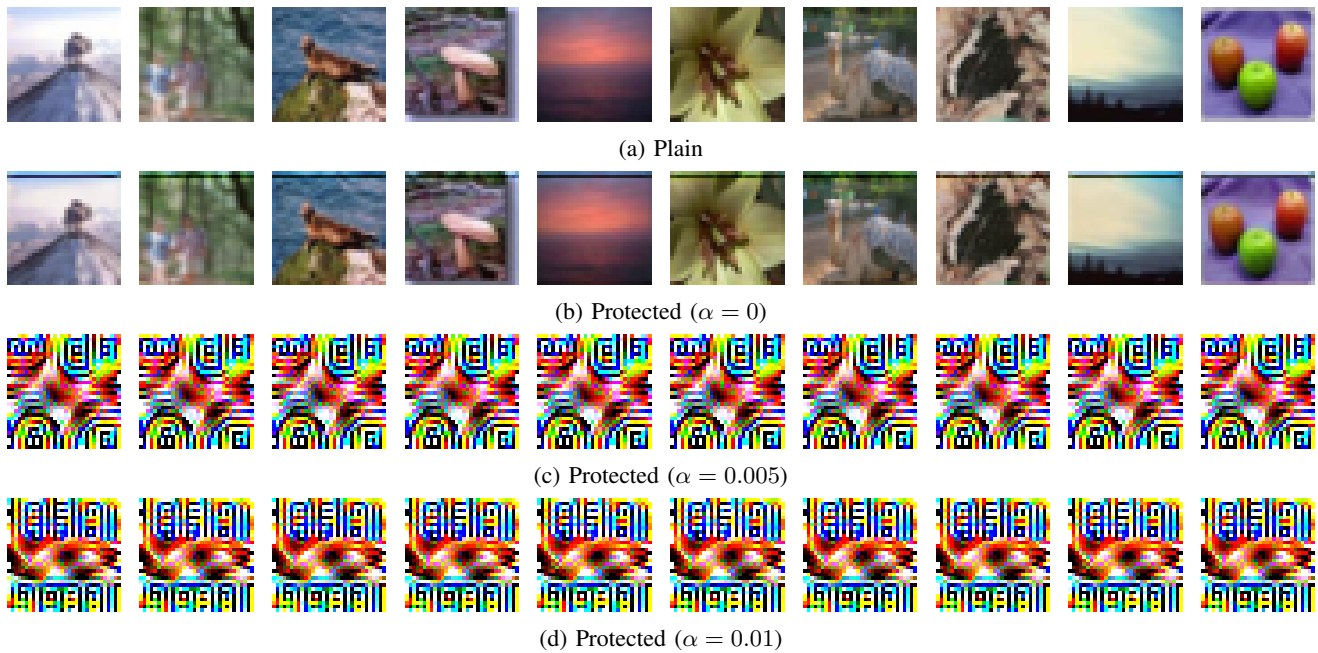 (a) Plain
(b) Protected (α = 0)
(c) Protected (α = 0.005)
(d) Protected (α = 0.01)